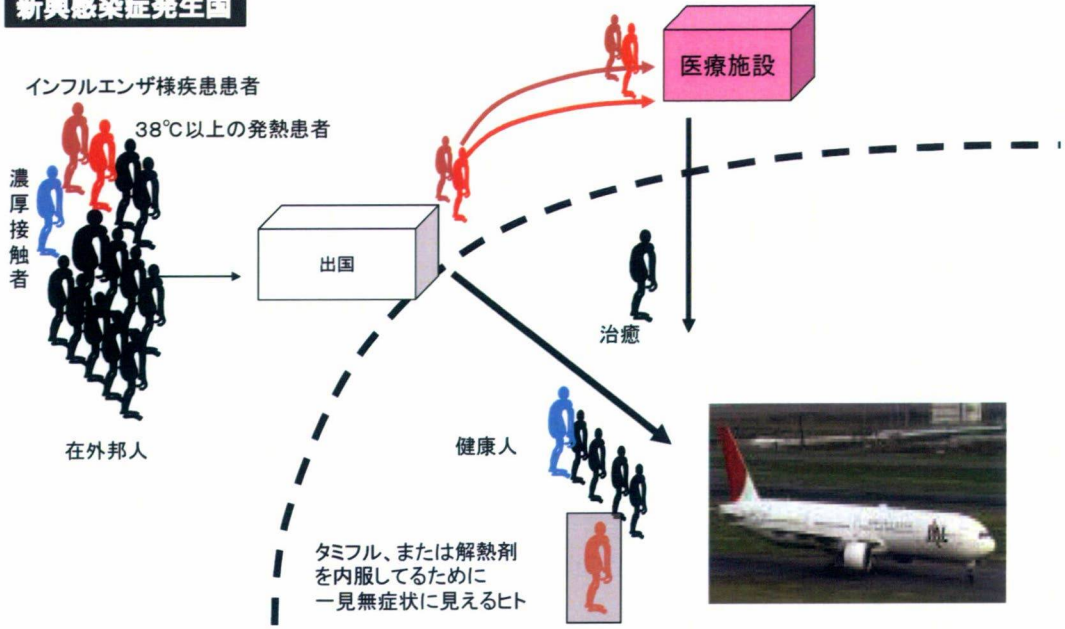 新興感染症発生国
インフルエンザ様疾患患者
38℃以上の発熱患者
濃厚接触者
在外邦人
出国
医療施設
治癒
健康人
タミフル、または解熱剤
を内服してるために
一見無症状に見えるヒト
JAL